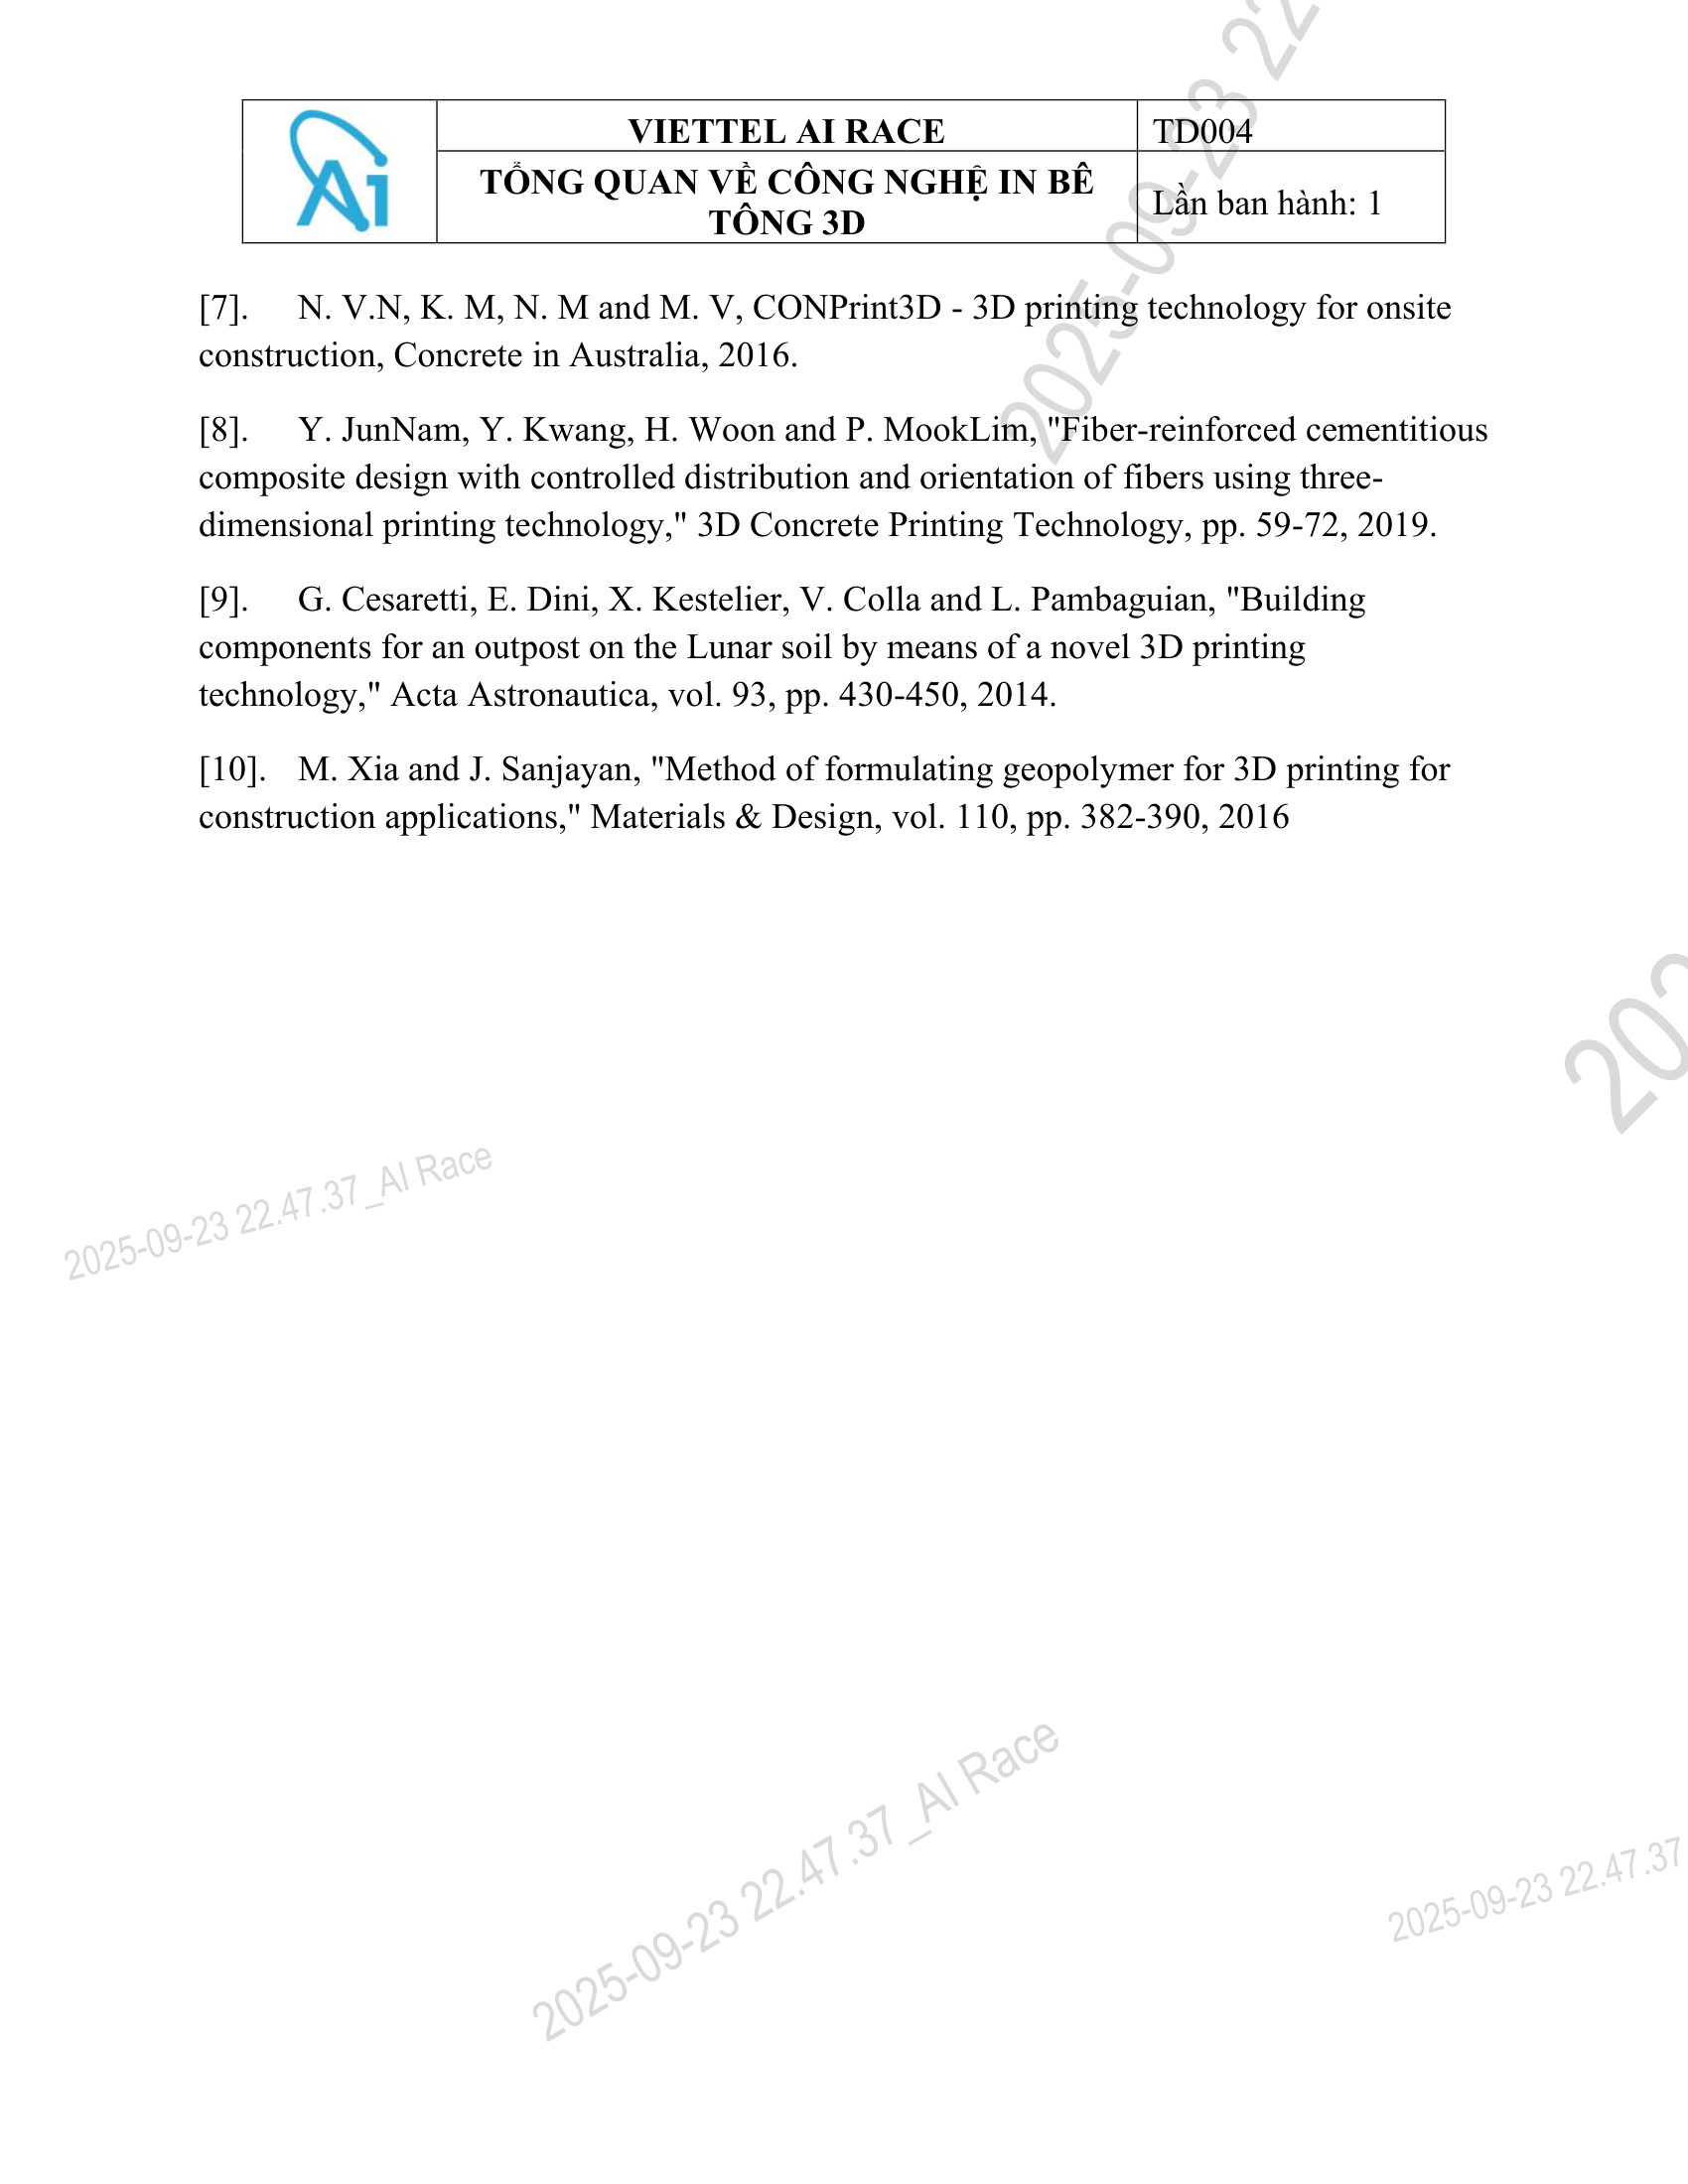 Ai
VIETTEL AI RACE
TD004
TỔNG QUAN VỀ CÔNG NGHỆ IN BÊ
TÔNG 3D
Lần ban hành: 1
[7]. N. V.N, K. M, N. M and M. V, CONPrint3D - 3D printing technology for onsite
construction, Concrete in Australia, 2016.
[8]. Y. JunNam, Y. Kwang, H. Woon and P. MookLim, "Fiber-reinforced cementitious
composite design with controlled distribution and orientation of fibers using three-
dimensional printing technology," 3D Concrete Printing Technology, pp. 59-72, 2019.
[9]. G. Cesaretti, E. Dini, X. Kestelier, V. Colla and L. Pambaguian, "Building
components for an outpost on the Lunar soil by means of a novel 3D printing
technology," Acta Astronautica, vol. 93, pp. 430-450, 2014.
[10]. M. Xia and J. Sanjayan, "Method of formulating geopolymer for 3D printing for
construction applications," Materials & Design, vol. 110, pp. 382-390, 2016
2025-09-23 22
202
2025-09-23 22.47.37_AI Race
2025-09-23 22.47.37_AI Race
2025-09-23 22.47.37